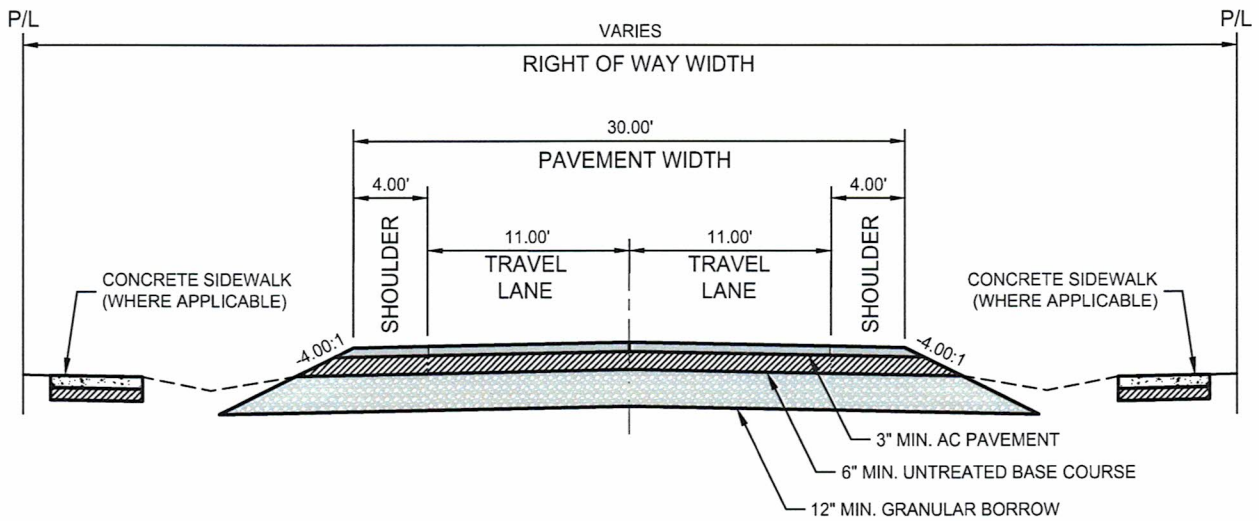 P/L
P/L
VARIES
RIGHT OF WAY WIDTH
30.00'
PAVEMENT WIDTH
4.00'
4.00'
SHOULDER
11.00'
TRAVEL
LANE
11.00'
TRAVEL
LANE
SHOULDER
CONCRETE SIDEWALK
(WHERE APPLICABLE)
CONCRETE SIDEWALK
(WHERE APPLICABLE)
-4.00:1
-4.00:1
3" MIN. AC PAVEMENT
6" MIN. UNTREATED BASE COURSE
12" MIN. GRANULAR BORROW